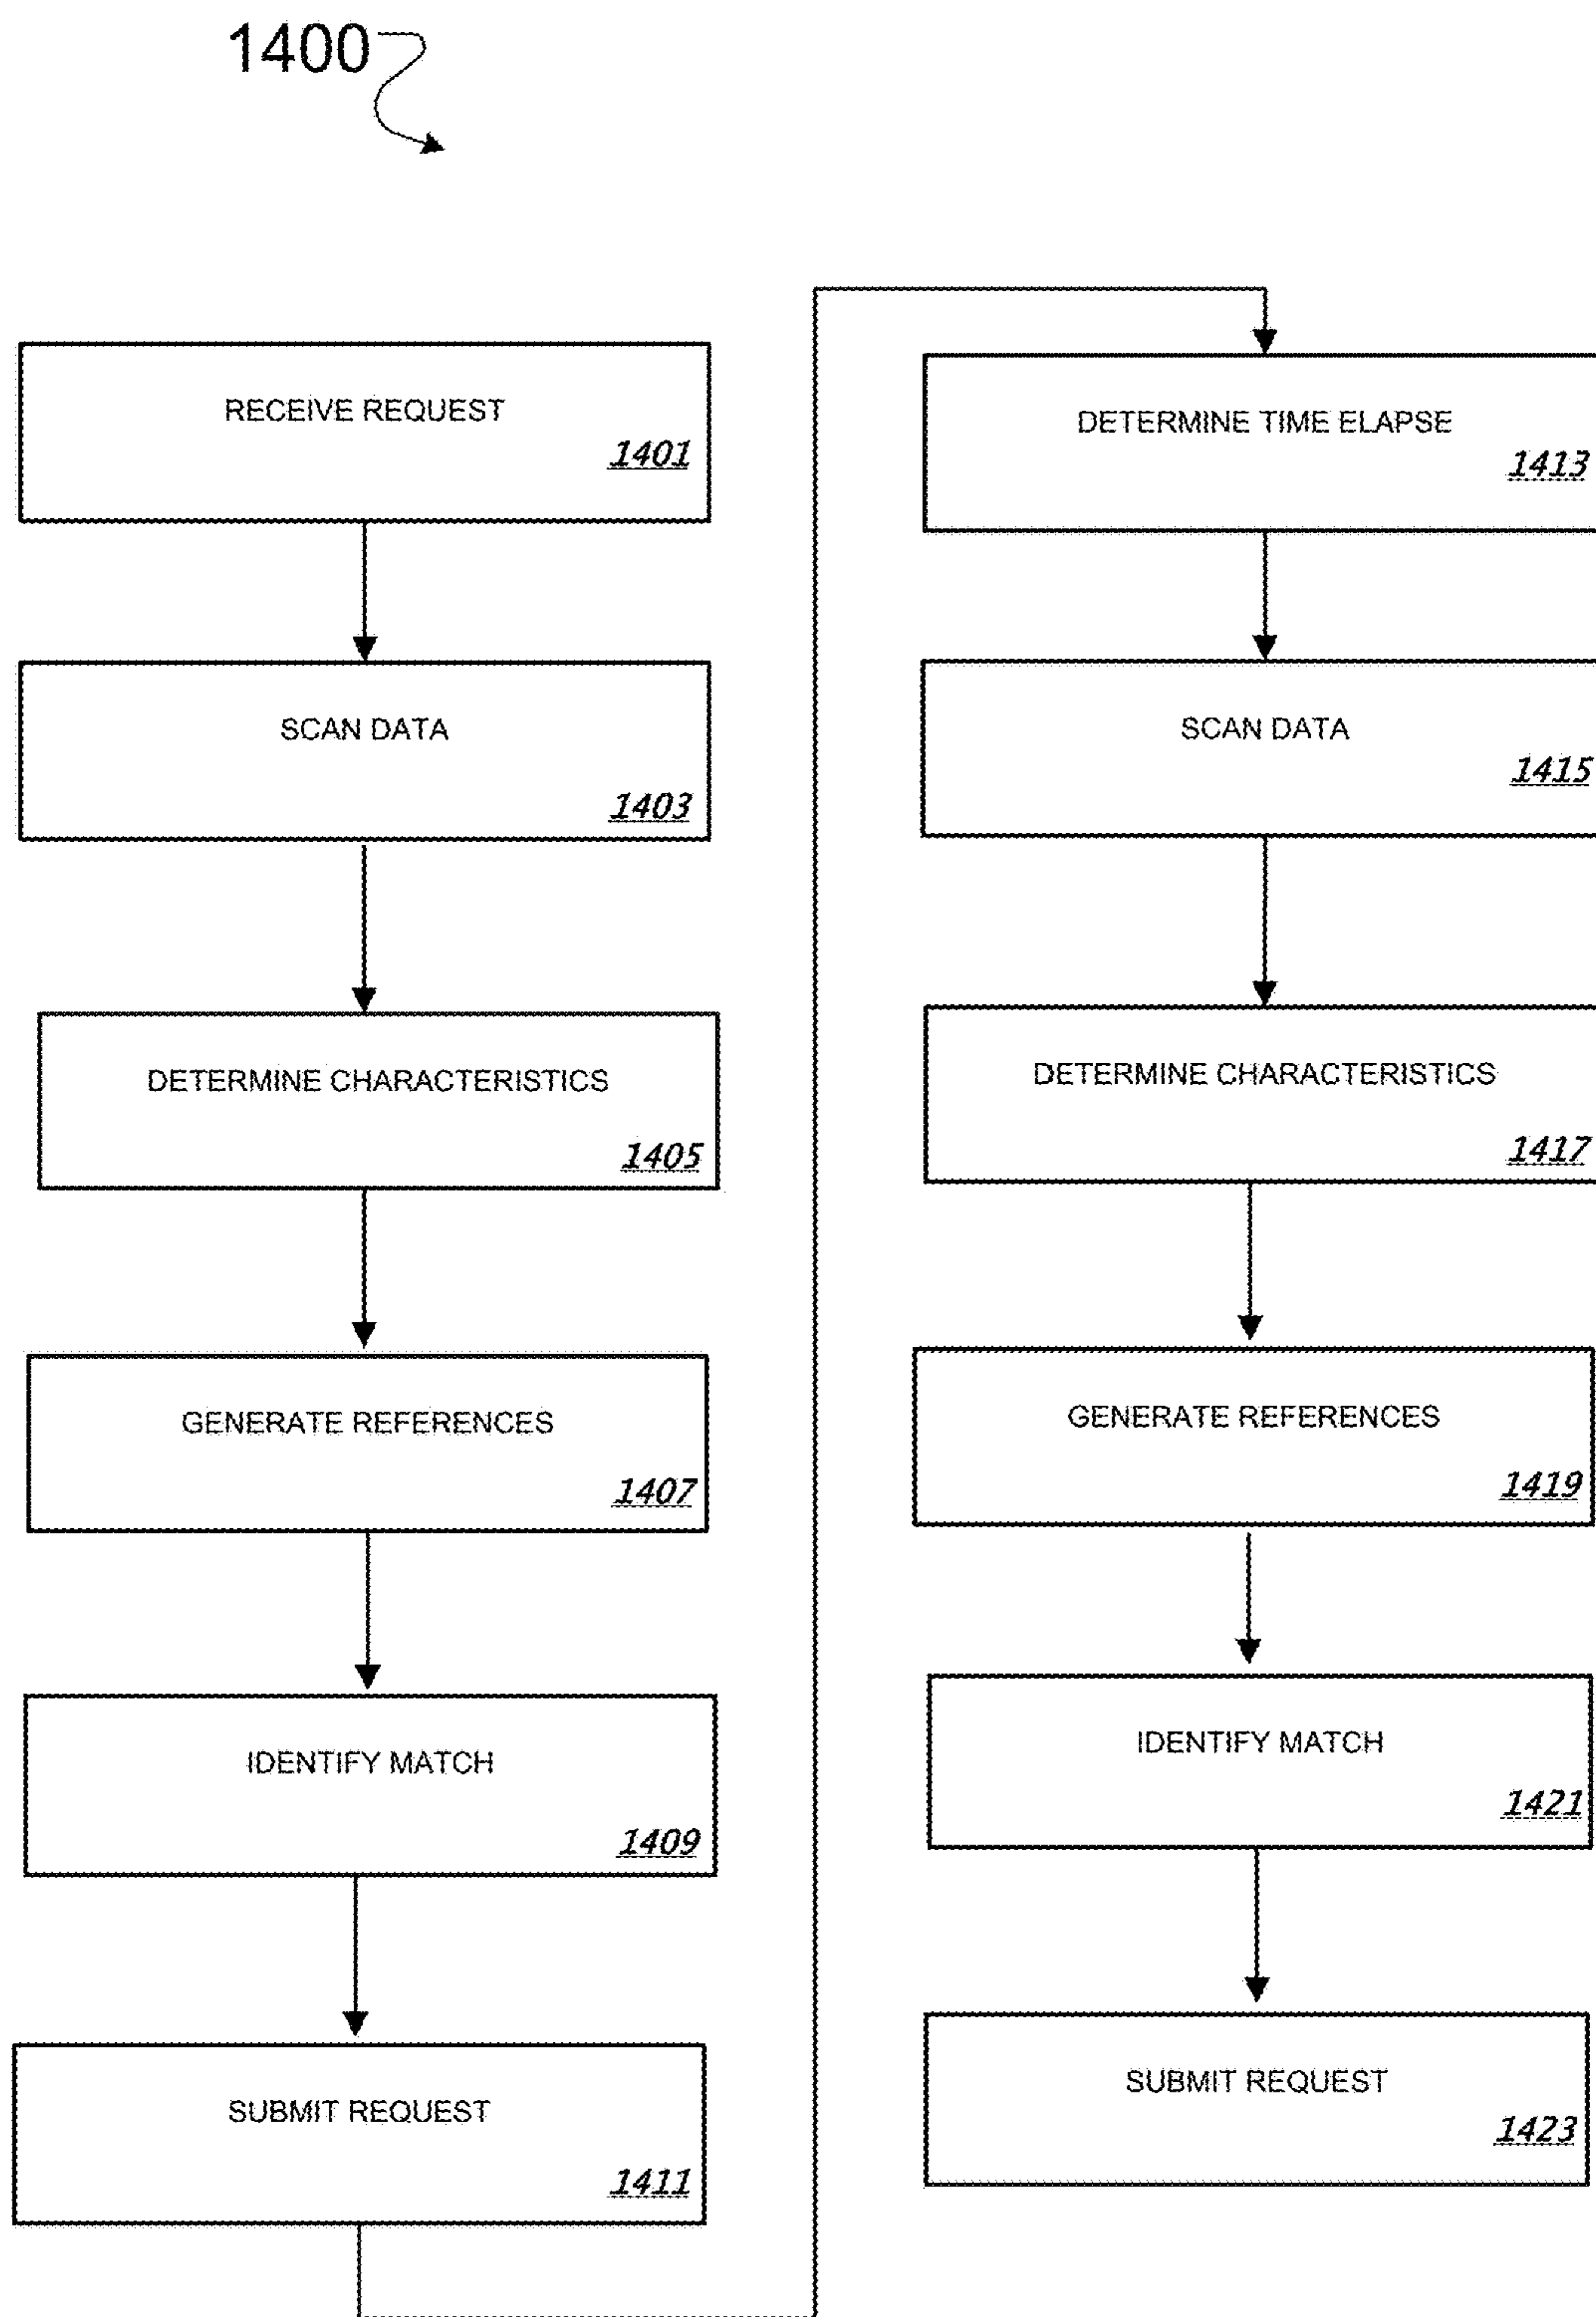 1400
RECEIVE REQUEST
1401
SCAN DATA
1403
DETERMINE CHARACTERISTICS
1405
GENERATE REFERENCES
1407
IDENTIFY MATCH
1409
SUBMIT REQUEST
1411
DETERMINE TIME ELAPSE
1413
SCAN DATA
1415
DETERMINE CHARACTERISTICS
1417
GENERATE REFERENCES
1419
IDENTIFY MATCH
1421
SUBMIT REQUEST
1423